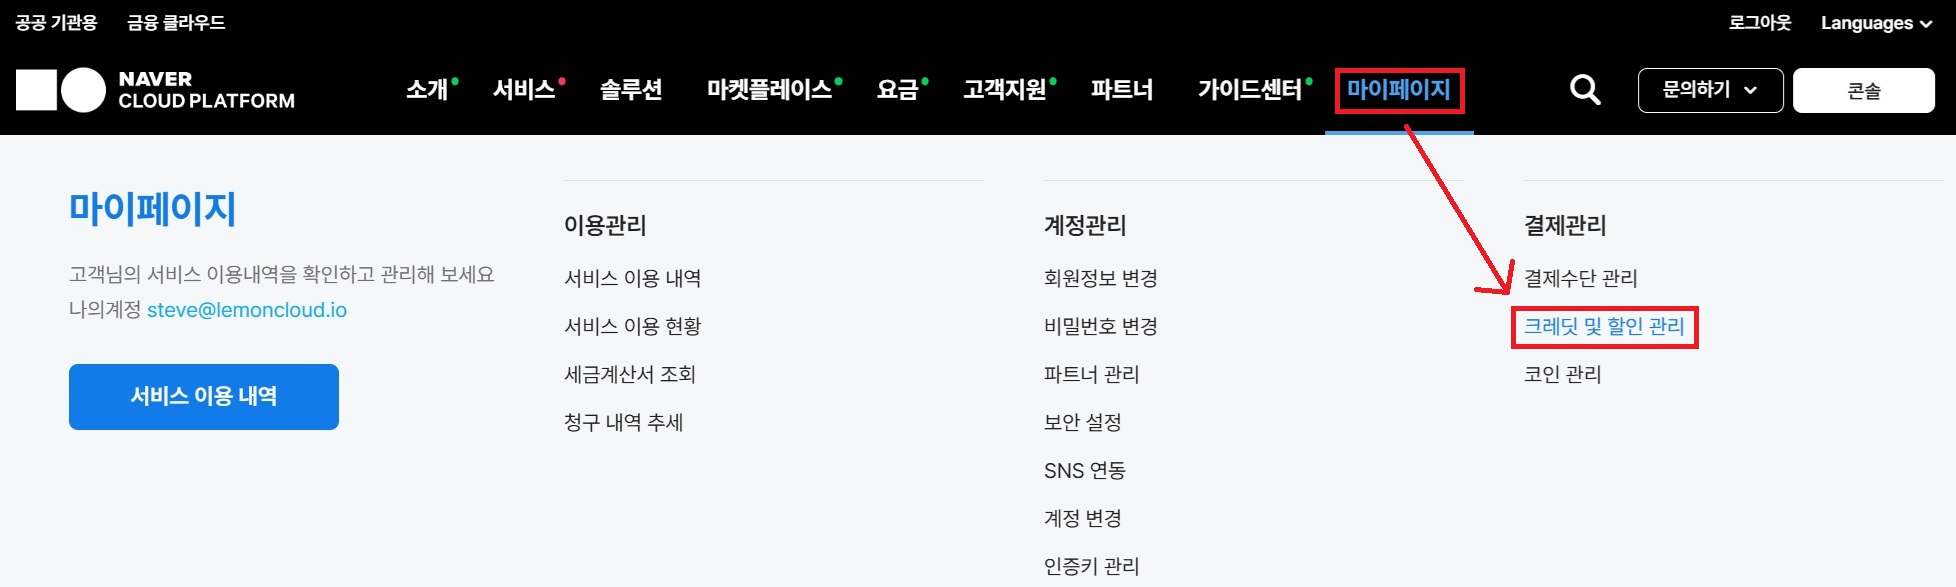 공공 기관용 금융 클라우드 로그아웃 Languages
NAVER
CLOUD PLATFORM
소개 서비스 솔루션 마켓플레이스 요금 고객지원 파트너 가이드센터 마이페이지 문의하기 콘솔
마이페이지
고객님의 서비스 이용내역을 확인하고 관리해 보세요
나의계정 steve@lemoncloud.io
서비스 이용 내역
이용관리
서비스 이용 내역
서비스 이용 현황
세금계산서 조회
청구 내역 추세
계정관리
회원정보 변경
비밀번호 변경
파트너 관리
보안 설정
SNS 연동
계정 변경
인증키 관리
결제관리
결제수단 관리
크레딧 및 할인 관리
코인 관리